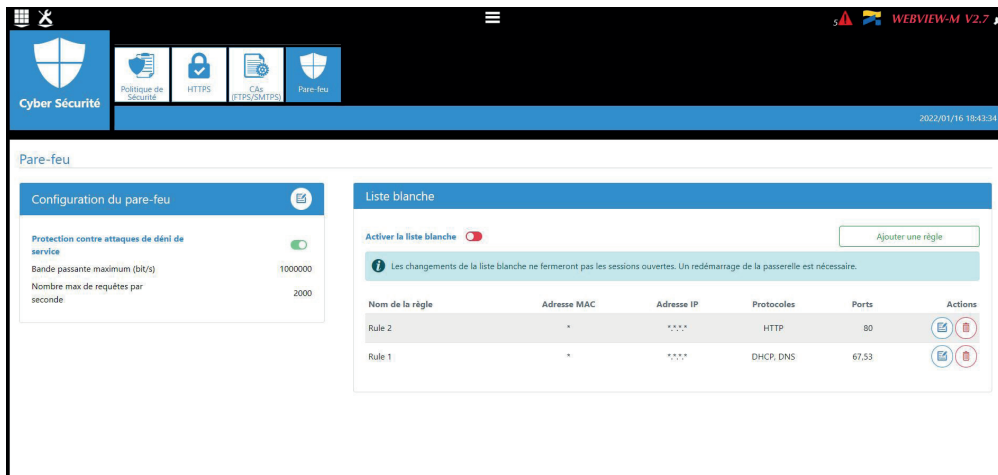 5
WEBVIEW-M V2.7
Cyber Sécurité
Politique de
Sécurité
HTTPS
CAs
(FTPS/SMTPS)
Pare-feu
2022/01/16 18:43:34
Pare-feu
Configuration du pare-feu
Protection contre attaques de déni de
service
Bande passante maximum (bit/s) 1000000
Nombre max de requêtes par
seconde
2000
Liste blanche
Activer la liste blanche
Ajouter une règle
Les changements de la liste blanche ne fermeront pas les sessions ouvertes. Un redémarrage de la passerelle est nécessaire.
Nom de la règle Adresse MAC Adresse IP Protocoles Ports Actions
Rule 2 * *.*.*.* HTTP 80
Rule 1 * *.*.*.* DHCP, DNS 67,53